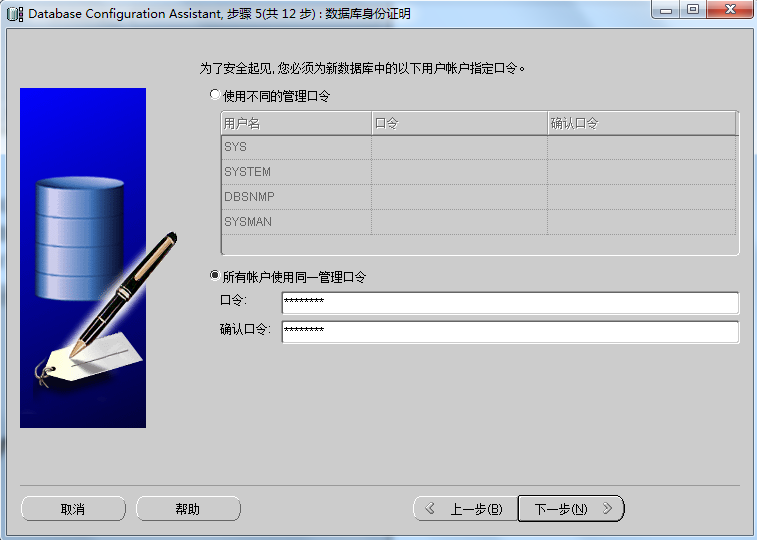 Database Configuration Assistant, 步骤 5(共 12 步) : 数据库身份证明
为了安全起见, 您必须为新数据库中的以下用户帐户指定口令。
使用不同的管理口令
用户名 口令 确认口令
SYS
SYSTEM
DBSNMP
SYSMAN
所有帐户使用同一管理口令
口令: ********
确认口令: ********
取消 帮助 上一步(B) 下一步(N)